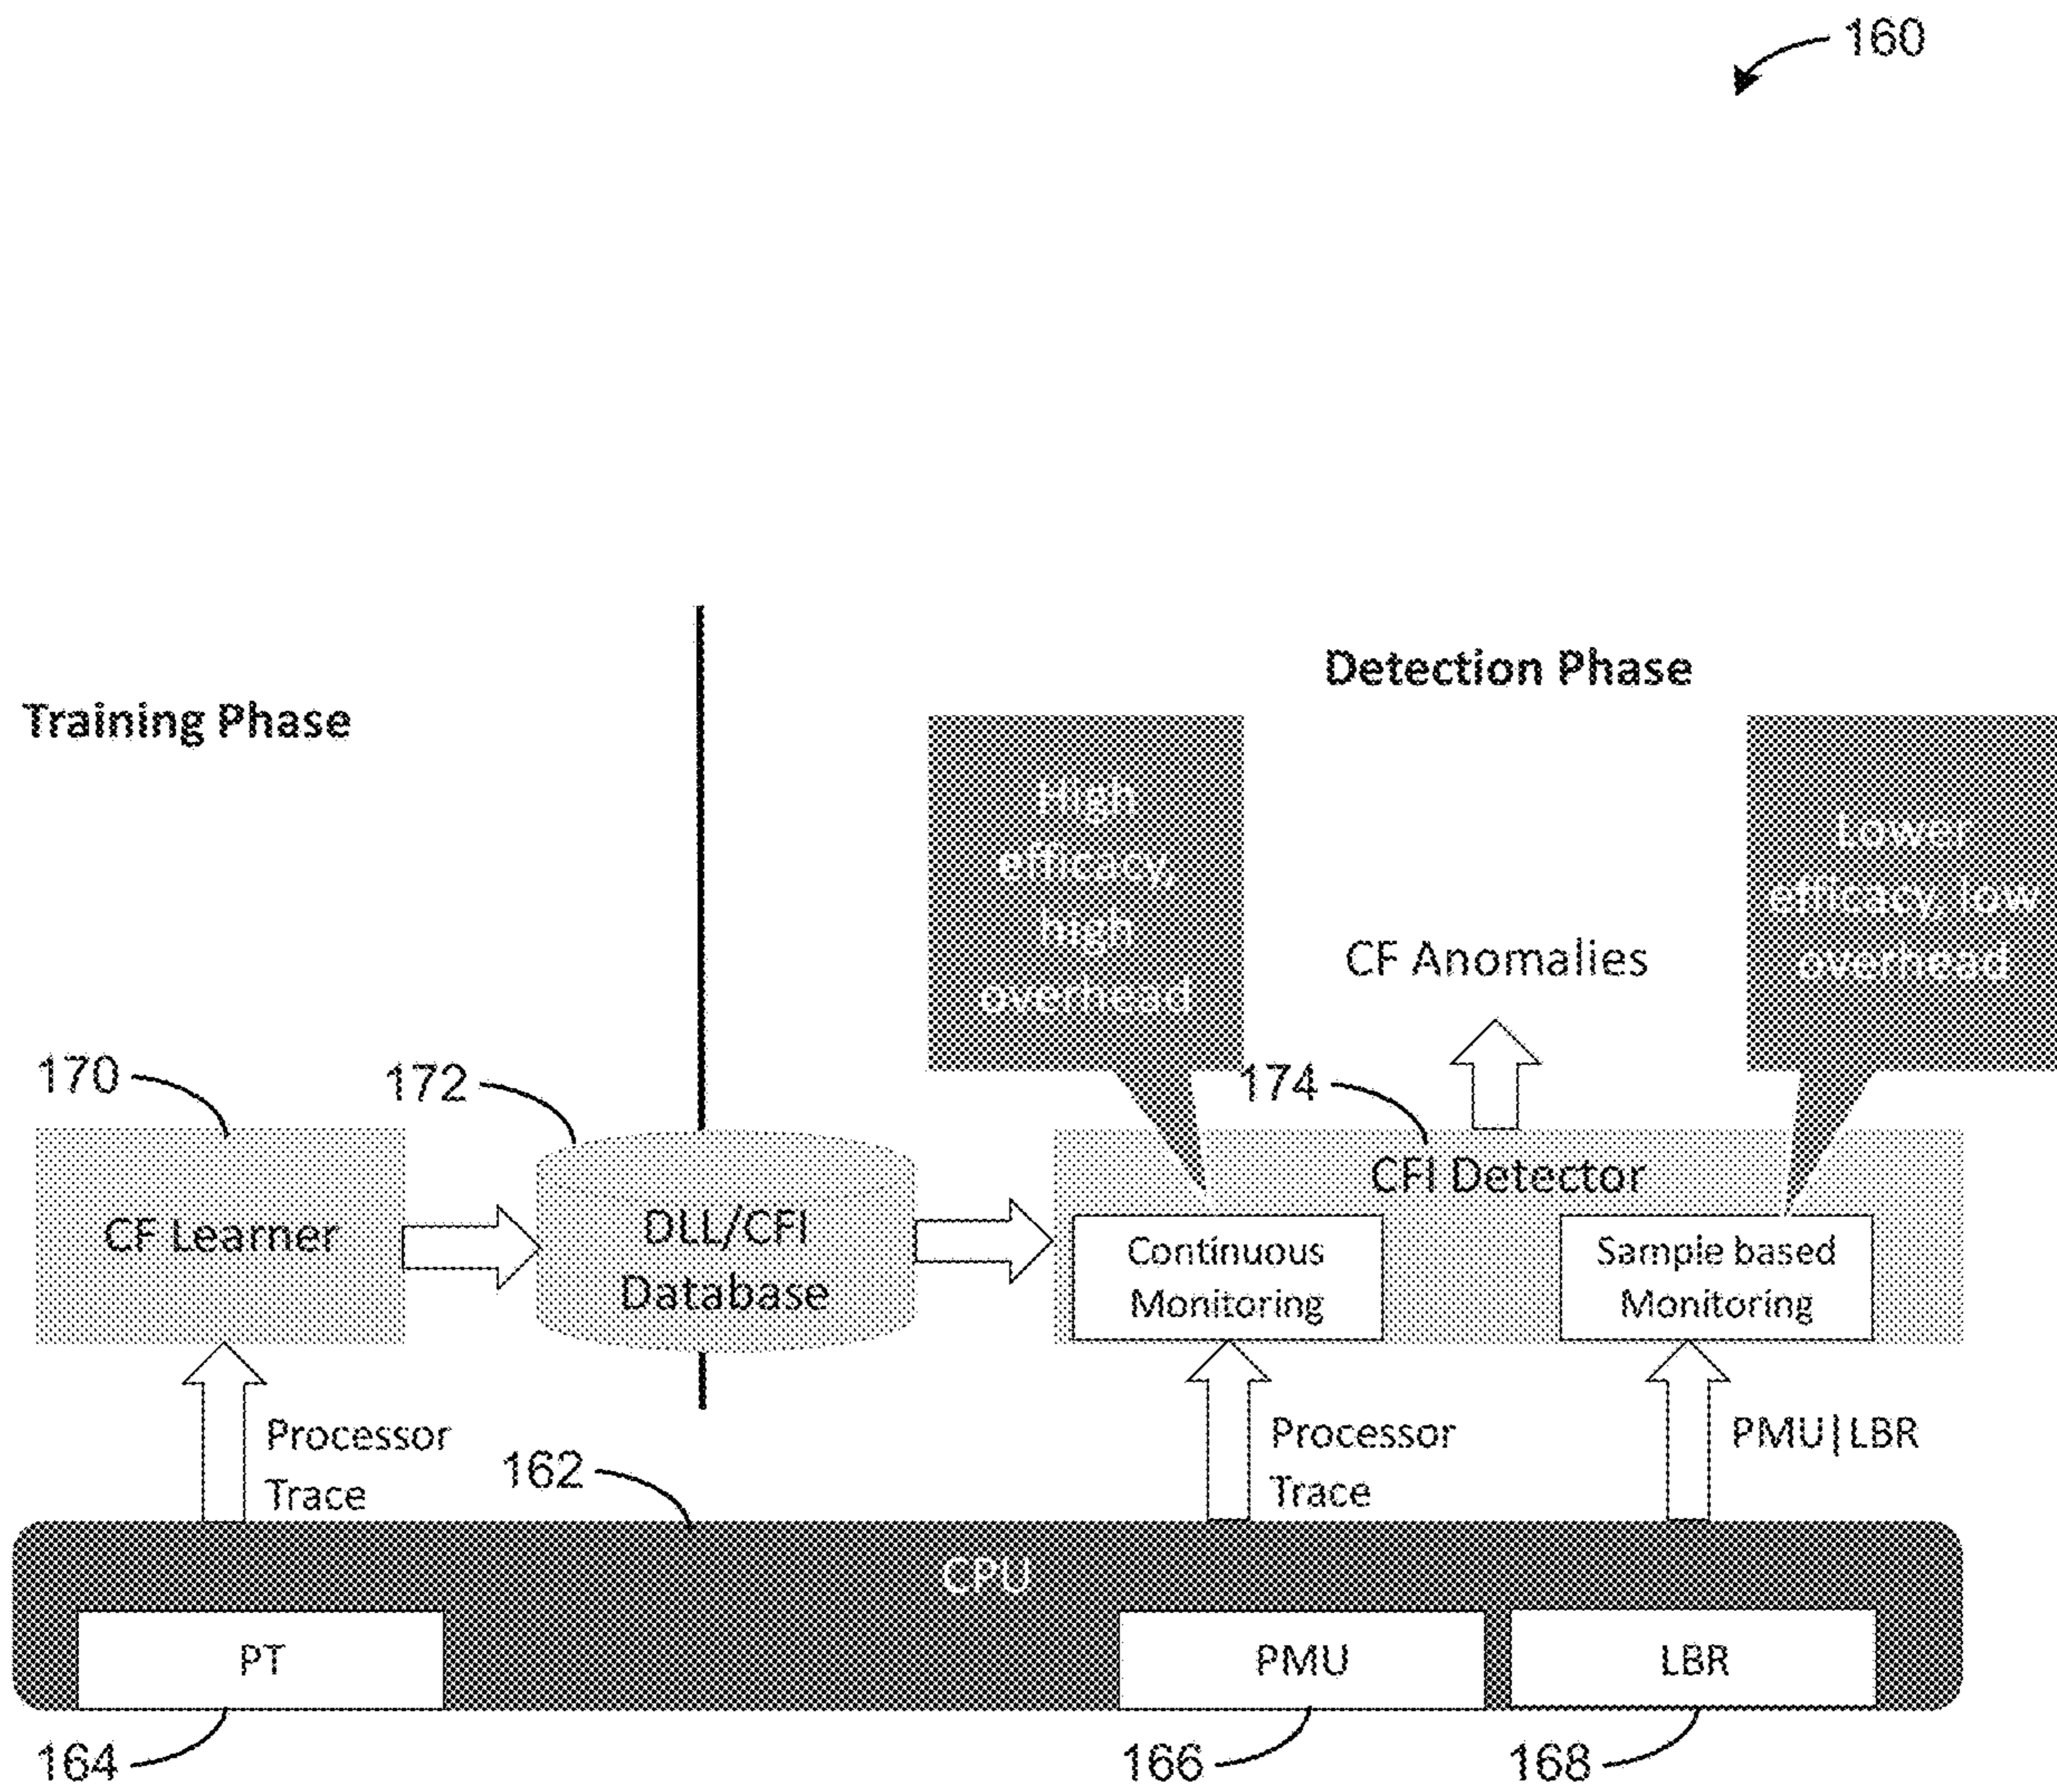 160
Training Phase
Detection Phase
High
efficacy,
high
overhead
Lower
efficacy, low
overhead
CF Anomalies
170
172
174
CF Learner
DLL/CFI
Database
CFI Detector
Continuous
Monitoring
Sample based
Monitoring
Processor
Trace
162
Processor
Trace
PMU|LBR
CPU
PT
PMU
LBR
164
166
168